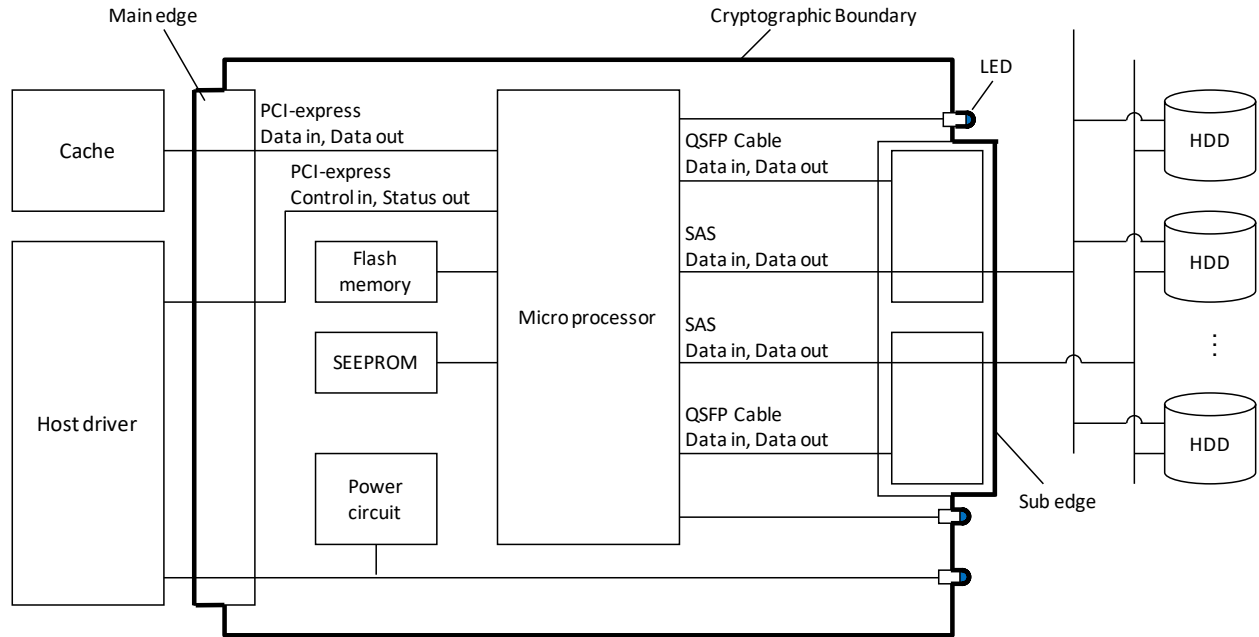 Main edge
Cryptographic Boundary
LED
PCI-express
Data in, Data out
Cache
QSFP Cable
Data in, Data out
HDD
PCI-express
Control in, Status out
Flash
memory
SAS
Data in, Data out
HDD
Micro processor
SAS
Data in, Data out
SEEPROM
⋮
Host driver
QSFP Cable
Data in, Data out
HDD
Power
circuit
Sub edge